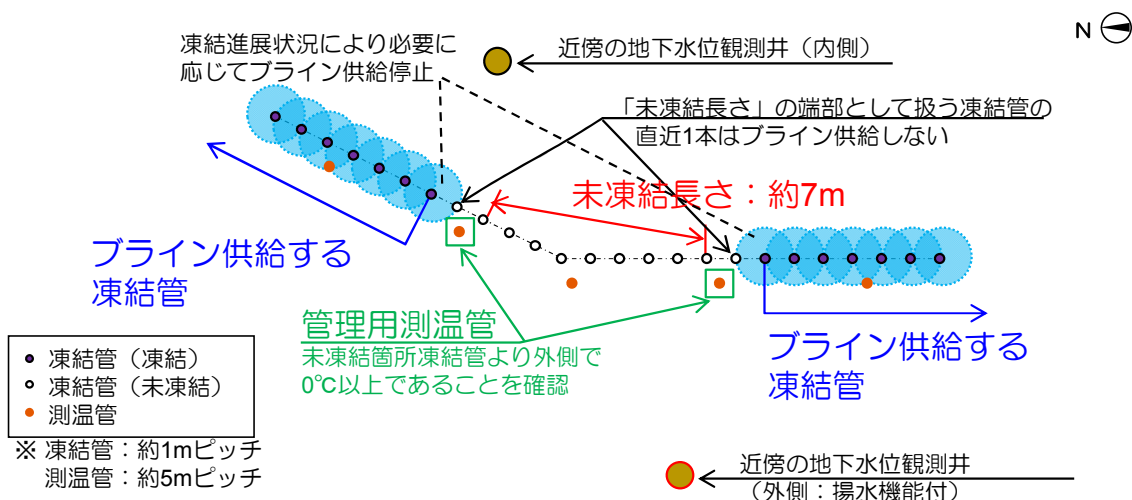 N
近傍の地下水位観測井（内側）
凍結進展状況により必要に
応じてブライン供給停止
「未凍結長さ」の端部として扱う凍結管の
直近1本はブライン供給しない
未凍結長さ：約7m
ブライン供給する
凍結管
管理用測温管
未凍結箇所凍結管より外側で
0℃以上であることを確認
ブライン供給する
凍結管
凍結管（凍結）
凍結管（未凍結）
測温管
※ 凍結管：約1mピッチ
測温管：約5mピッチ
近傍の地下水位観測井
（外側：揚水機能付）